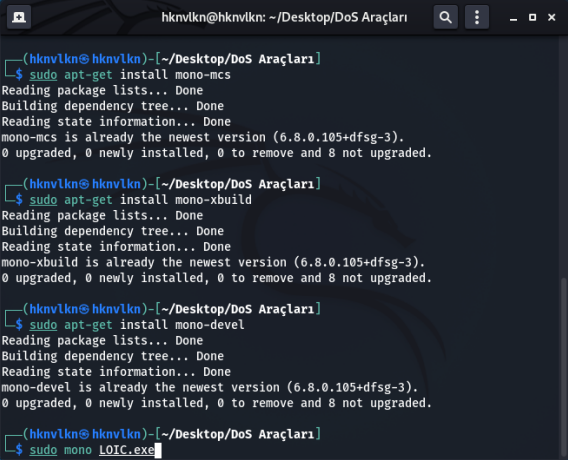 hknvlkn@hknvlkn: ~/Desktop/DoS Araçları
┌──(hknvlkn㉿hknvlkn)-[~/Desktop/DoS Araçları]
└─$ sudo apt-get install mono-mcs
Reading package lists... Done
Building dependency tree... Done
Reading state information... Done
mono-mcs is already the newest version (6.8.0.105+dfsg-3).
0 upgraded, 0 newly installed, 0 to remove and 8 not upgraded.
┌──(hknvlkn㉿hknvlkn)-[~/Desktop/DoS Araçları]
└─$ sudo apt-get install mono-xbuild
Reading package lists... Done
Building dependency tree... Done
Reading state information... Done
mono-xbuild is already the newest version (6.8.0.105+dfsg-3).
0 upgraded, 0 newly installed, 0 to remove and 8 not upgraded.
┌──(hknvlkn㉿hknvlkn)-[~/Desktop/DoS Araçları]
└─$ sudo apt-get install mono-devel
Reading package lists... Done
Building dependency tree... Done
Reading state information... Done
mono-devel is already the newest version (6.8.0.105+dfsg-3).
0 upgraded, 0 newly installed, 0 to remove and 8 not upgraded.
┌──(hknvlkn㉿hknvlkn)-[~/Desktop/DoS Araçları]
└─$ sudo mono LOIC.exe